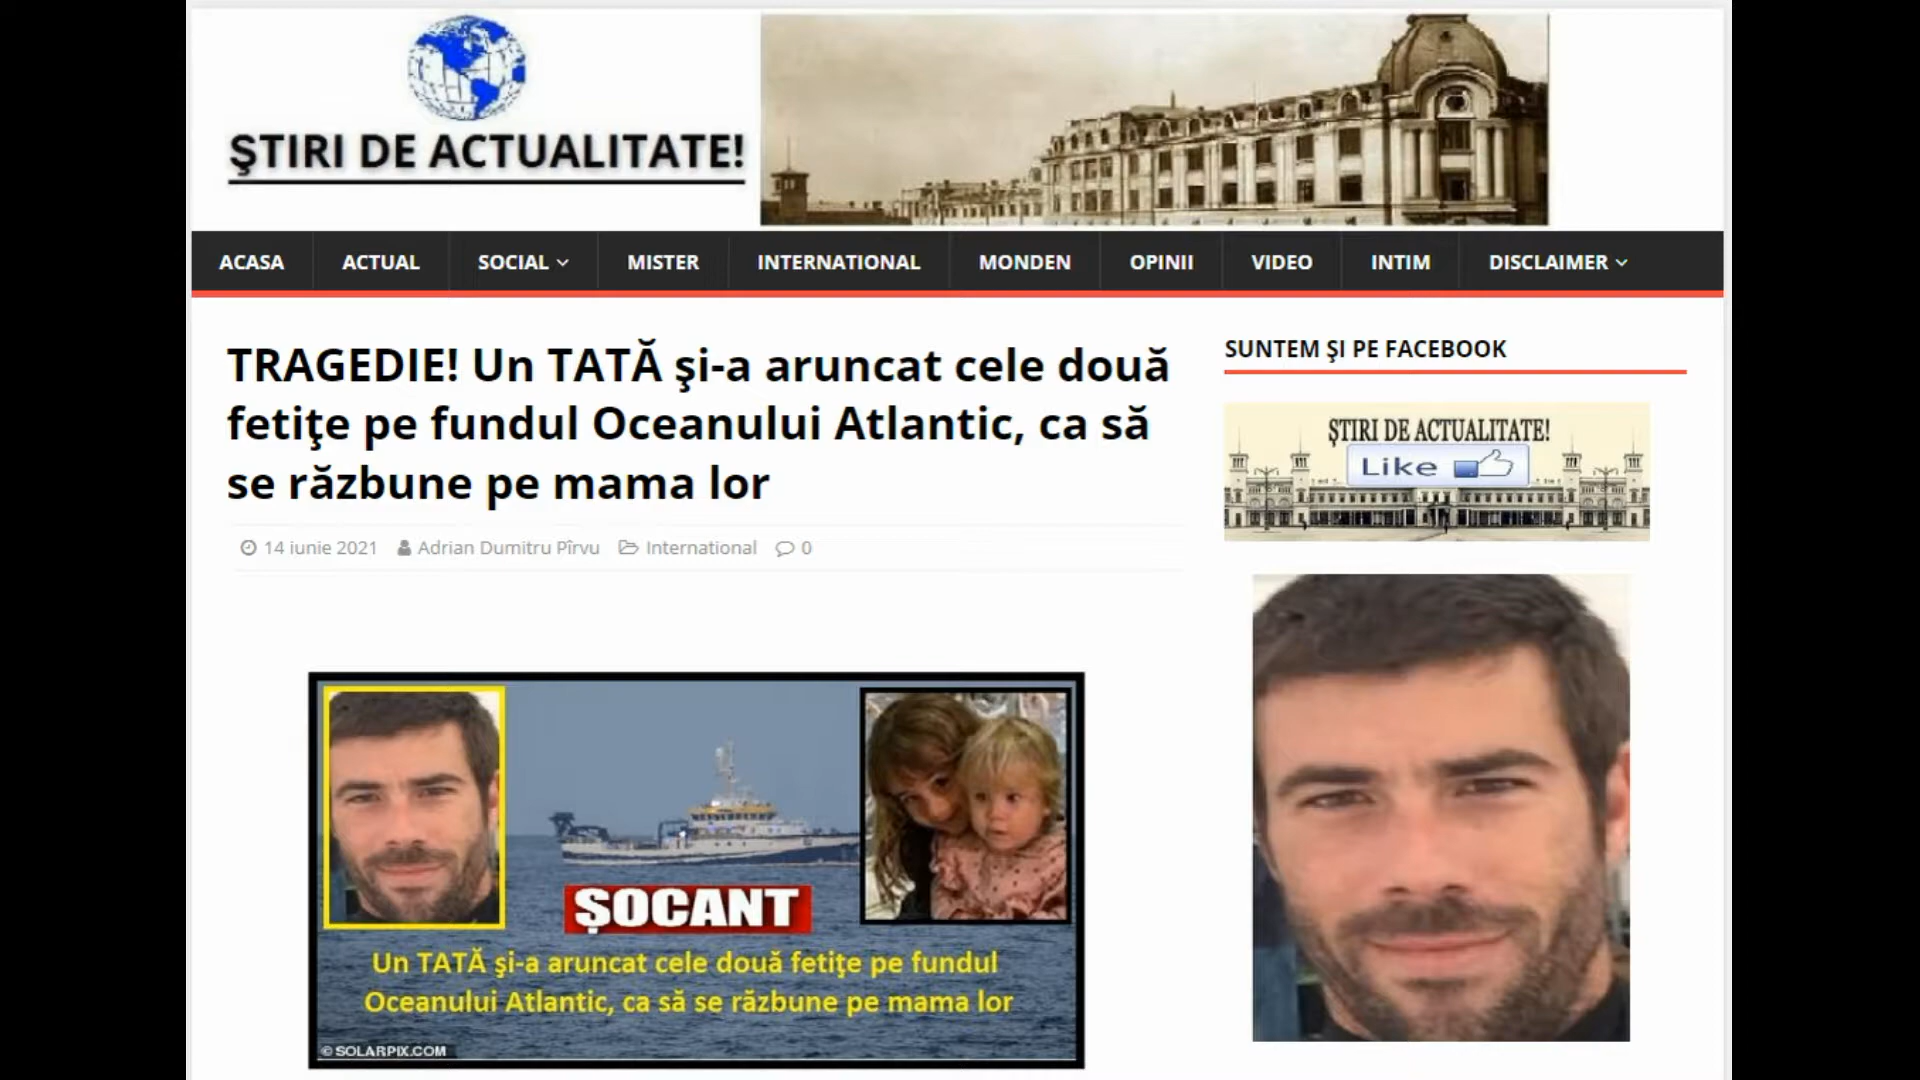 ŞTIRI DE ACTUALITATE!
ACASA ACTUAL SOCIAL MISTER INTERNATIONAL MONDEN OPINII VIDEO INTIM DISCLAIMER
TRAGEDIE! Un TATĂ şi-a aruncat cele două
fetiţe pe fundul Oceanului Atlantic, ca să
se răzbune pe mama lor
14 iunie 2021 Adrian Dumitru Pîrvu International 0
ŞOCANT
Un TATĂ şi-a aruncat cele două fetiţe pe fundul
Oceanului Atlantic, ca să se răzbune pe mama lor
© SOLARPIX.COM
SUNTEM ŞI PE FACEBOOK
ŞTIRI DE ACTUALITATE!
Like